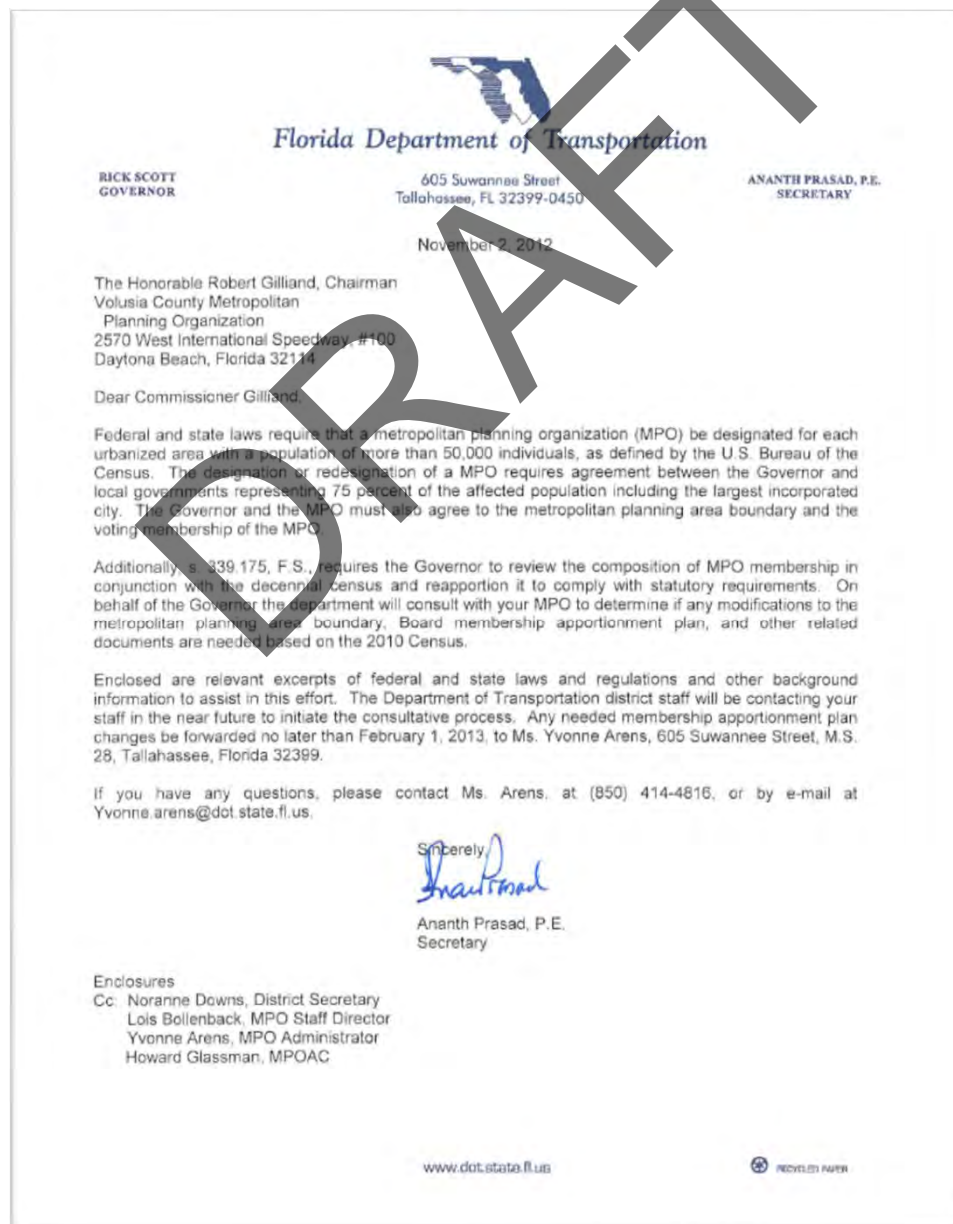 Florida Department of Transportation
RICK SCOTT
GOVERNOR
605 Suwannee Street
Tallahassee, FL 32399-0450
ANANTH PRASAD, P.E.
SECRETARY
November 2, 2012
The Honorable Robert Gilliand, Chairman
Volusia County Metropolitan
Planning Organization
2570 West International Speedway, #100
Daytona Beach, Florida 32114
Dear Commissioner Gilliand,
Federal and state laws require that a metropolitan planning organization (MPO) be designated for each
urbanized area with a population of more than 50,000 individuals, as defined by the U.S. Bureau of the
Census. The designation or redesignation of a MPO requires agreement between the Governor and
local governments representing 75 percent of the affected population including the largest incorporated
city. The Governor and the MPO must also agree to the metropolitan planning area boundary and the
voting membership of the MPO.
Additionally, s. 339.175, F.S., requires the Governor to review the composition of MPO membership in
conjunction with the decennial census and reapportion it to comply with statutory requirements. On
behalf of the Governor the department will consult with your MPO to determine if any modifications to the
metropolitan planning area boundary, Board membership apportionment plan, and other related
documents are needed based on the 2010 Census.
Enclosed are relevant excerpts of federal and state laws and regulations and other background
information to assist in this effort. The Department of Transportation district staff will be contacting your
staff in the near future to initiate the consultative process. Any needed membership apportionment plan
changes be forwarded no later than February 1, 2013, to Ms. Yvonne Arens, 605 Suwannee Street, M.S.
28, Tallahassee, Florida 32399.
If you have any questions, please contact Ms. Arens, at (850) 414-4816, or by e-mail at
Yvonne.arens@dot.state.fl.us.
Sincerely,
Ananth Prasad, P.E.
Secretary
Enclosures
Cc: Noranne Downs, District Secretary
Lois Bollenback, MPO Staff Director
Yvonne Arens, MPO Administrator
Howard Glassman, MPOAC
www.dot.state.fl.us
RECYCLED PAPER
DRAFT